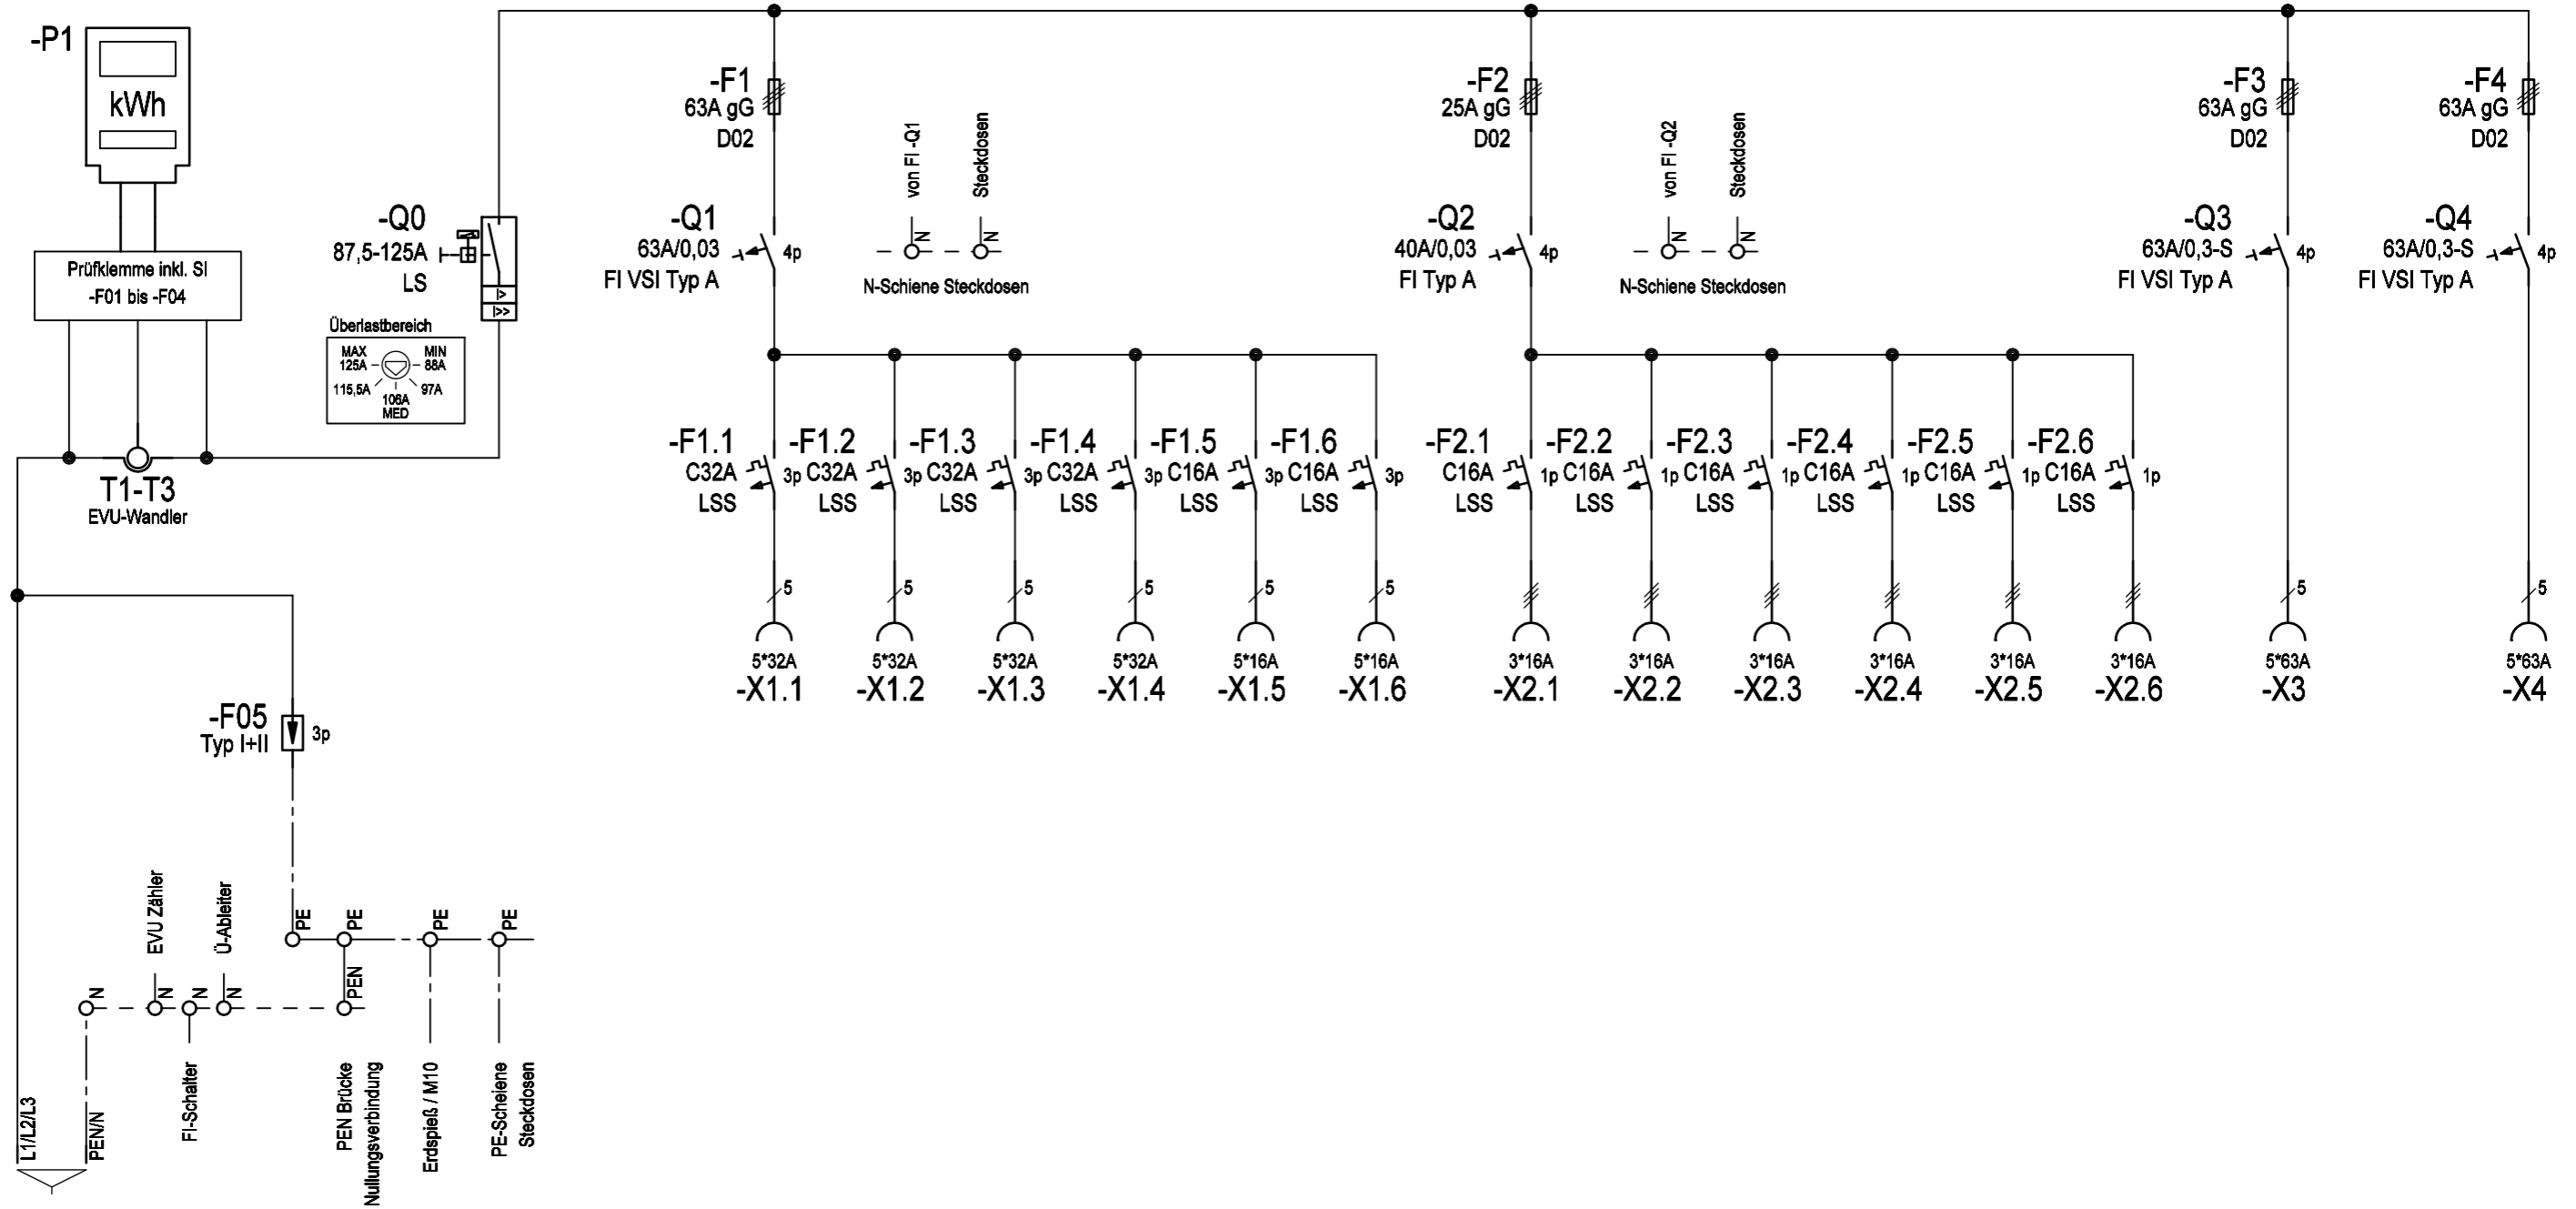 -P1
kWh
Prüfklemme inkl. SI
-F01 bis -F04
T1-T3
EVU-Wandler
-Q0
87,5-125A
LS
I>
I>>
Überlastbereich
MAX
125A
MIN
88A
115,5A
97A
106A
MED
-F1
63A gG
D02
-Q1
63A/0,03
FI VSI Typ A
4p
von FI -Q1
Steckdosen
N
N
N-Schiene Steckdosen
-F2
25A gG
D02
-Q2
40A/0,03
FI Typ A
4p
von FI -Q2
Steckdosen
N
N
N-Schiene Steckdosen
-F3
63A gG
D02
-Q3
63A/0,3-S
FI VSI Typ A
4p
-F4
63A gG
D02
-Q4
63A/0,3-S
FI VSI Typ A
4p
-F1.1
C32A
LSS
3p
-F1.2
C32A
LSS
3p
-F1.3
C32A
LSS
3p
-F1.4
C32A
LSS
3p
-F1.5
C16A
LSS
3p
-F1.6
C16A
LSS
3p
-F2.1
C16A
LSS
1p
-F2.2
C16A
LSS
1p
-F2.3
C16A
LSS
1p
-F2.4
C16A
LSS
1p
-F2.5
C16A
LSS
1p
-F2.6
C16A
LSS
1p
5
5
5
5
5
5
5
5
5*32A
-X1.1
5*32A
-X1.2
5*32A
-X1.3
5*32A
-X1.4
5*16A
-X1.5
5*16A
-X1.6
3*16A
-X2.1
3*16A
-X2.2
3*16A
-X2.3
3*16A
-X2.4
3*16A
-X2.5
3*16A
-X2.6
5*63A
-X3
5*63A
-X4
-F05
Typ I+II
3p
PE
PE
PE
PE
EVU Zähler
Ü-Ableiter
N
N
N
N
PEN
L1/L2/L3
PEN/N
FI-Schalter
PEN Brücke
Nullungsverbindung
Erdspieß / M10
PE-Scheiene
Steckdosen